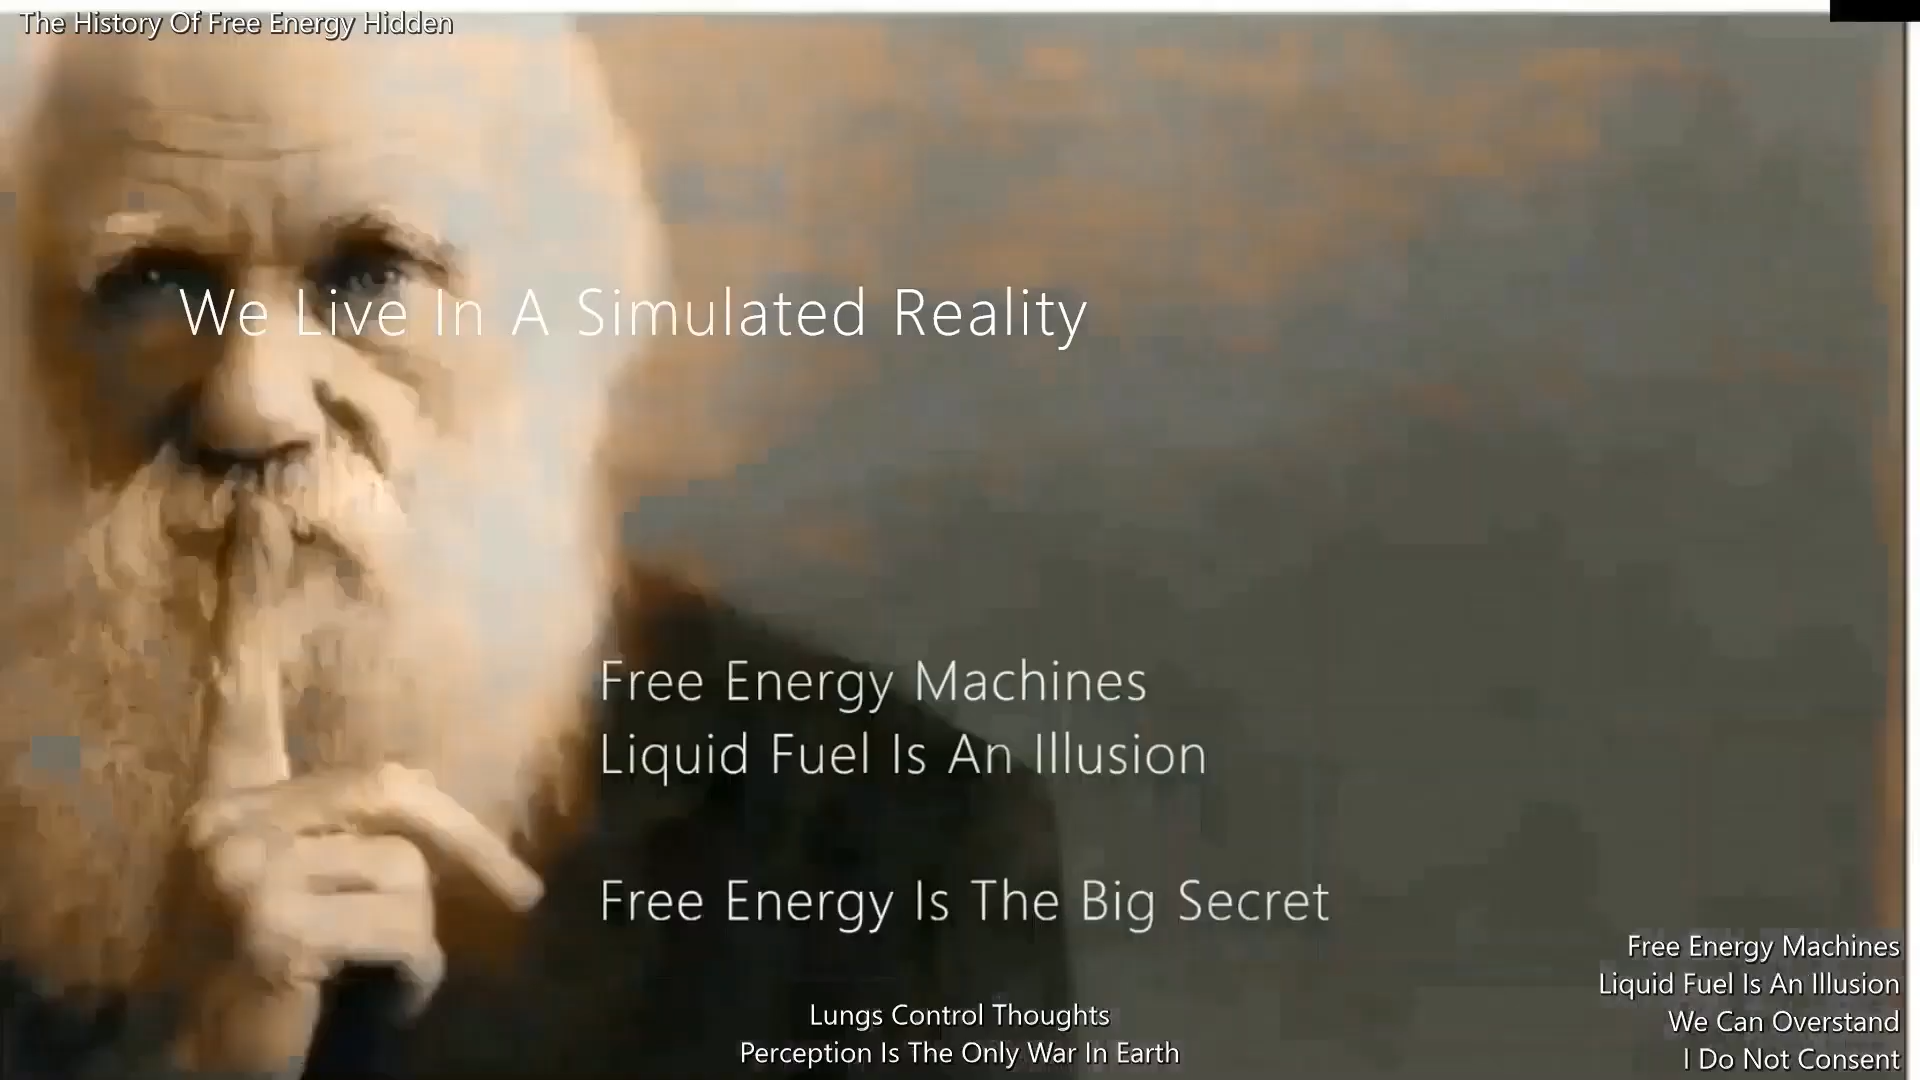 The History Of Free Energy Hidden
We Live In A Simulated Reality
Free Energy Machines
Liquid Fuel Is An Illusion
Free Energy Is The Big Secret
Lungs Control Thoughts
Perception Is The Only War In Earth
Free Energy Machines
Liquid Fuel Is An Illusion
We Can Overstand
I Do Not Consent